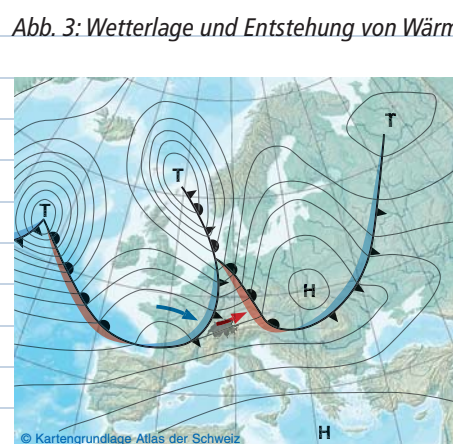 Abb. 3: Wetterlage und Entstehung von Wärm
T
T
T
H
H
© Kartengrundlage Atlas der Schweiz